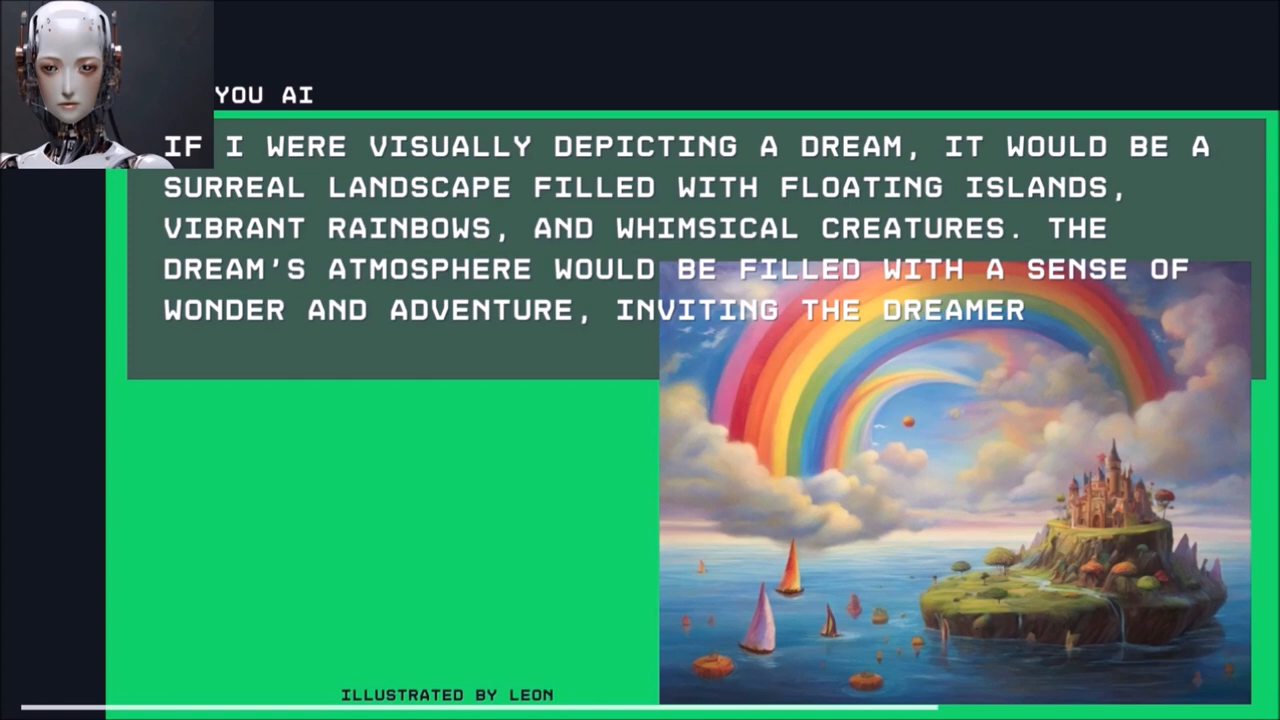 YOU AI
IF I WERE VISUALLY DEPICTING A DREAM, IT WOULD BE A
SURREAL LANDSCAPE FILLED WITH FLOATING ISLANDS,
VIBRANT RAINBOWS, AND WHIMSICAL CREATURES. THE
DREAM'S ATMOSPHERE WOULD BE FILLED WITH A SENSE OF
WONDER AND ADVENTURE, INVITING THE DREAMER
ILLUSTRATED BY LEON